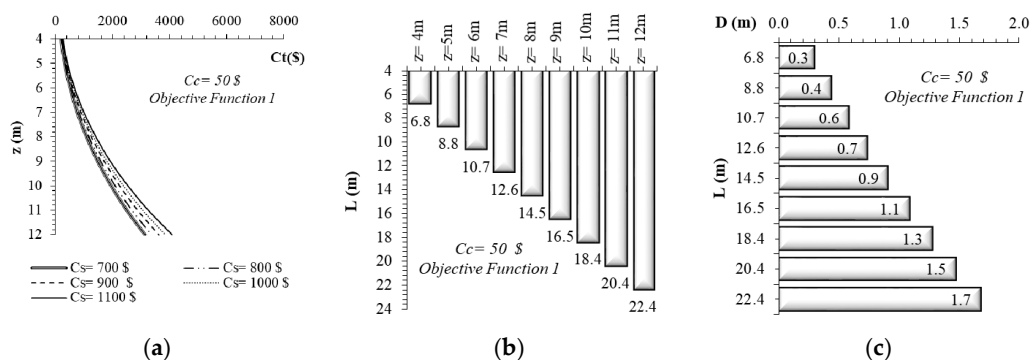 0 2000 4000 6000 8000
Ct($)
4
5
6
7
8
9
10
11
12
z (m)
Cc= 50 $
Objective Function 1
Cs= 700 $
Cs= 800 $
Cs= 900 $
Cs= 1000 $
Cs= 1100 $
(a)
z= 4m
z=5m
z= 6m
z= 7m
z= 8m
z= 9m
z= 10m
z= 11m
z= 12m
4
6
8
10
12
14
16
18
20
22
24
L (m)
6.8
8.8
10.7
12.6
14.5
16.5
18.4
20.4
22.4
Cc= 50 $
Objective Function 1
(b)
D (m)
0.0 0.5 1.0 1.5 2.0
L (m)
6.8 0.3
8.8 0.4
10.7 0.6
12.6 0.7
14.5 0.9
16.5 1.1
18.4 1.3
20.4 1.5
22.4 1.7
Cc= 50 $
Objective Function 1
(c)